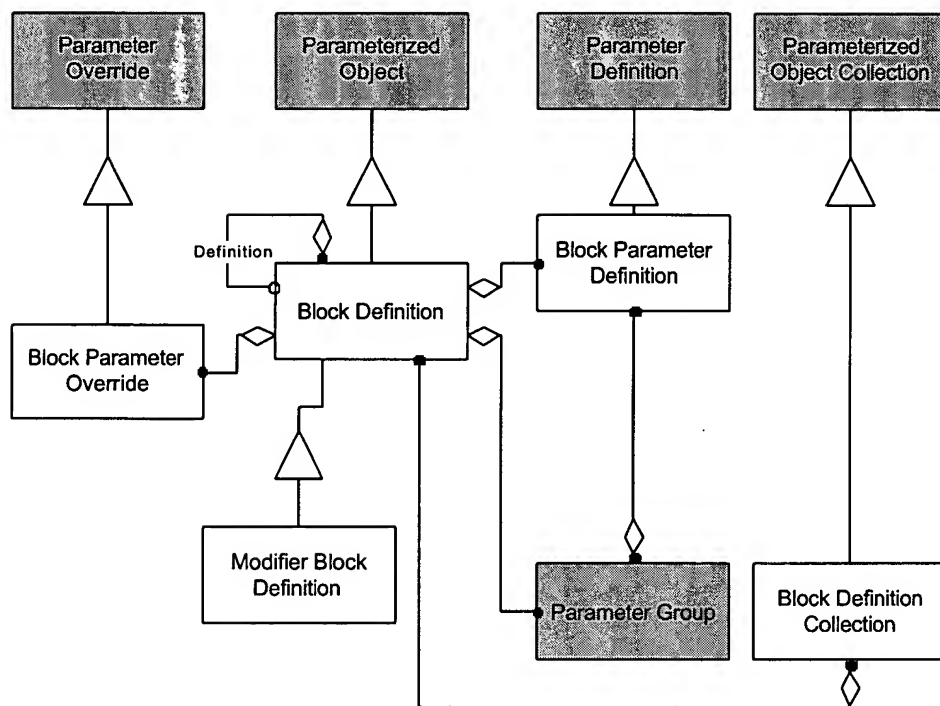 Parameter
Override
Parameterized
Object
Parameter
Definition
Parameterized
Object Collection
Definition
Block Definition
Block Parameter
Definition
Block Parameter
Override
Modifier Block
Definition
Parameter Group
Block Definition
Collection